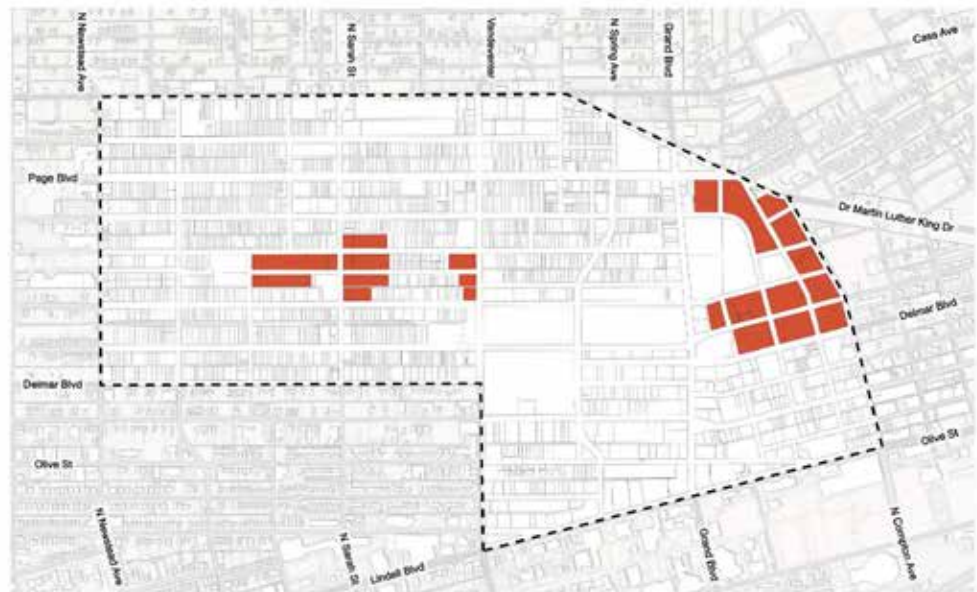 N Newstead Ave
N Sarah St
Vandeventer
N Spring Ave
Grand Blvd
Cass Ave
Page Blvd
Dr Martin Luther King Dr
Delmar Blvd
Delmar Blvd
Olive St
Olive St
N Newstead Ave
N Sarah St
Lindell Blvd
Grand Blvd
N Compton Ave